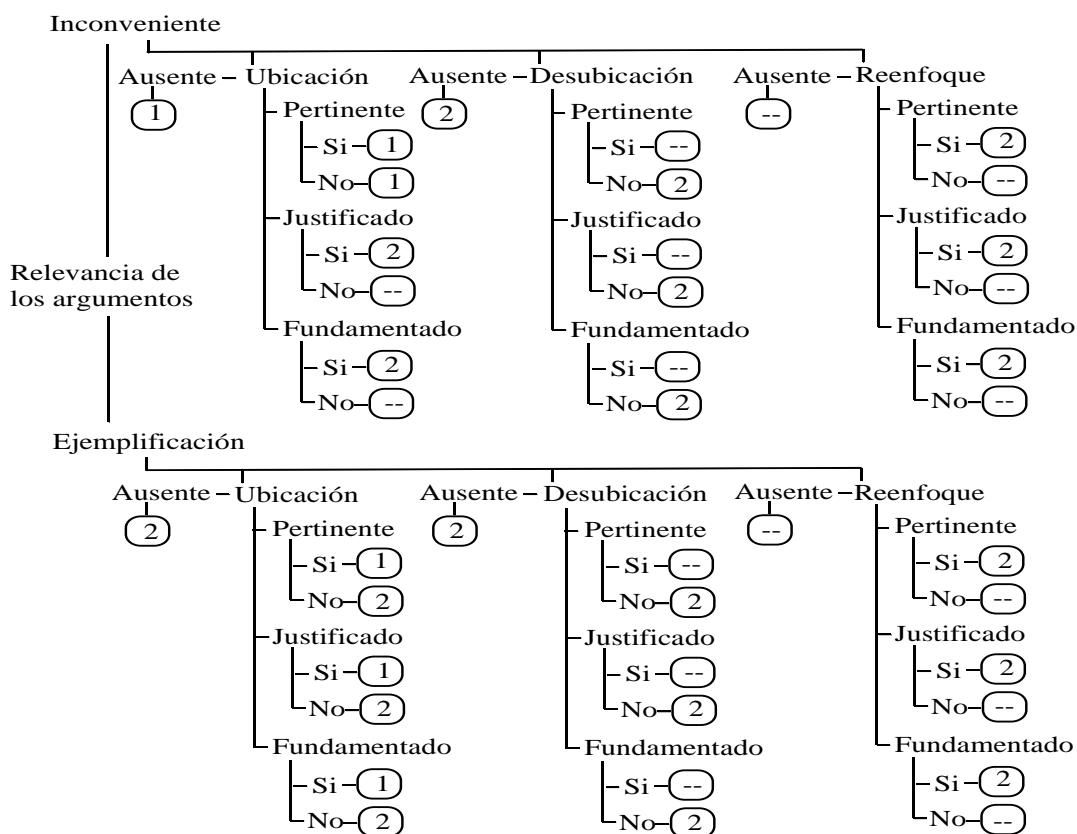 Inconveniente
Ausente – Ubicación
Ausente – Desubicación
Ausente – Reenfoque
1
2
--
Pertinente
Si – 1
No – 1
Justificado
Si – 2
No – --
Fundamentado
Si – 2
No – --
Pertinente
Si – --
No – 2
Justificado
Si – --
No – 2
Fundamentado
Si – --
No – 2
Pertinente
Si – 2
No – --
Justificado
Si – 2
No – --
Fundamentado
Si – 2
No – --
Relevancia de
los argumentos
Ejemplificación
Ausente – Ubicación
Ausente – Desubicación
Ausente – Reenfoque
2
2
--
Pertinente
Si – 1
No – 2
Justificado
Si – 1
No – 2
Fundamentado
Si – 1
No – 2
Pertinente
Si – --
No – 2
Justificado
Si – --
No – 2
Fundamentado
Si – --
No – 2
Pertinente
Si – 2
No – --
Justificado
Si – 2
No – --
Fundamentado
Si – 2
No – --